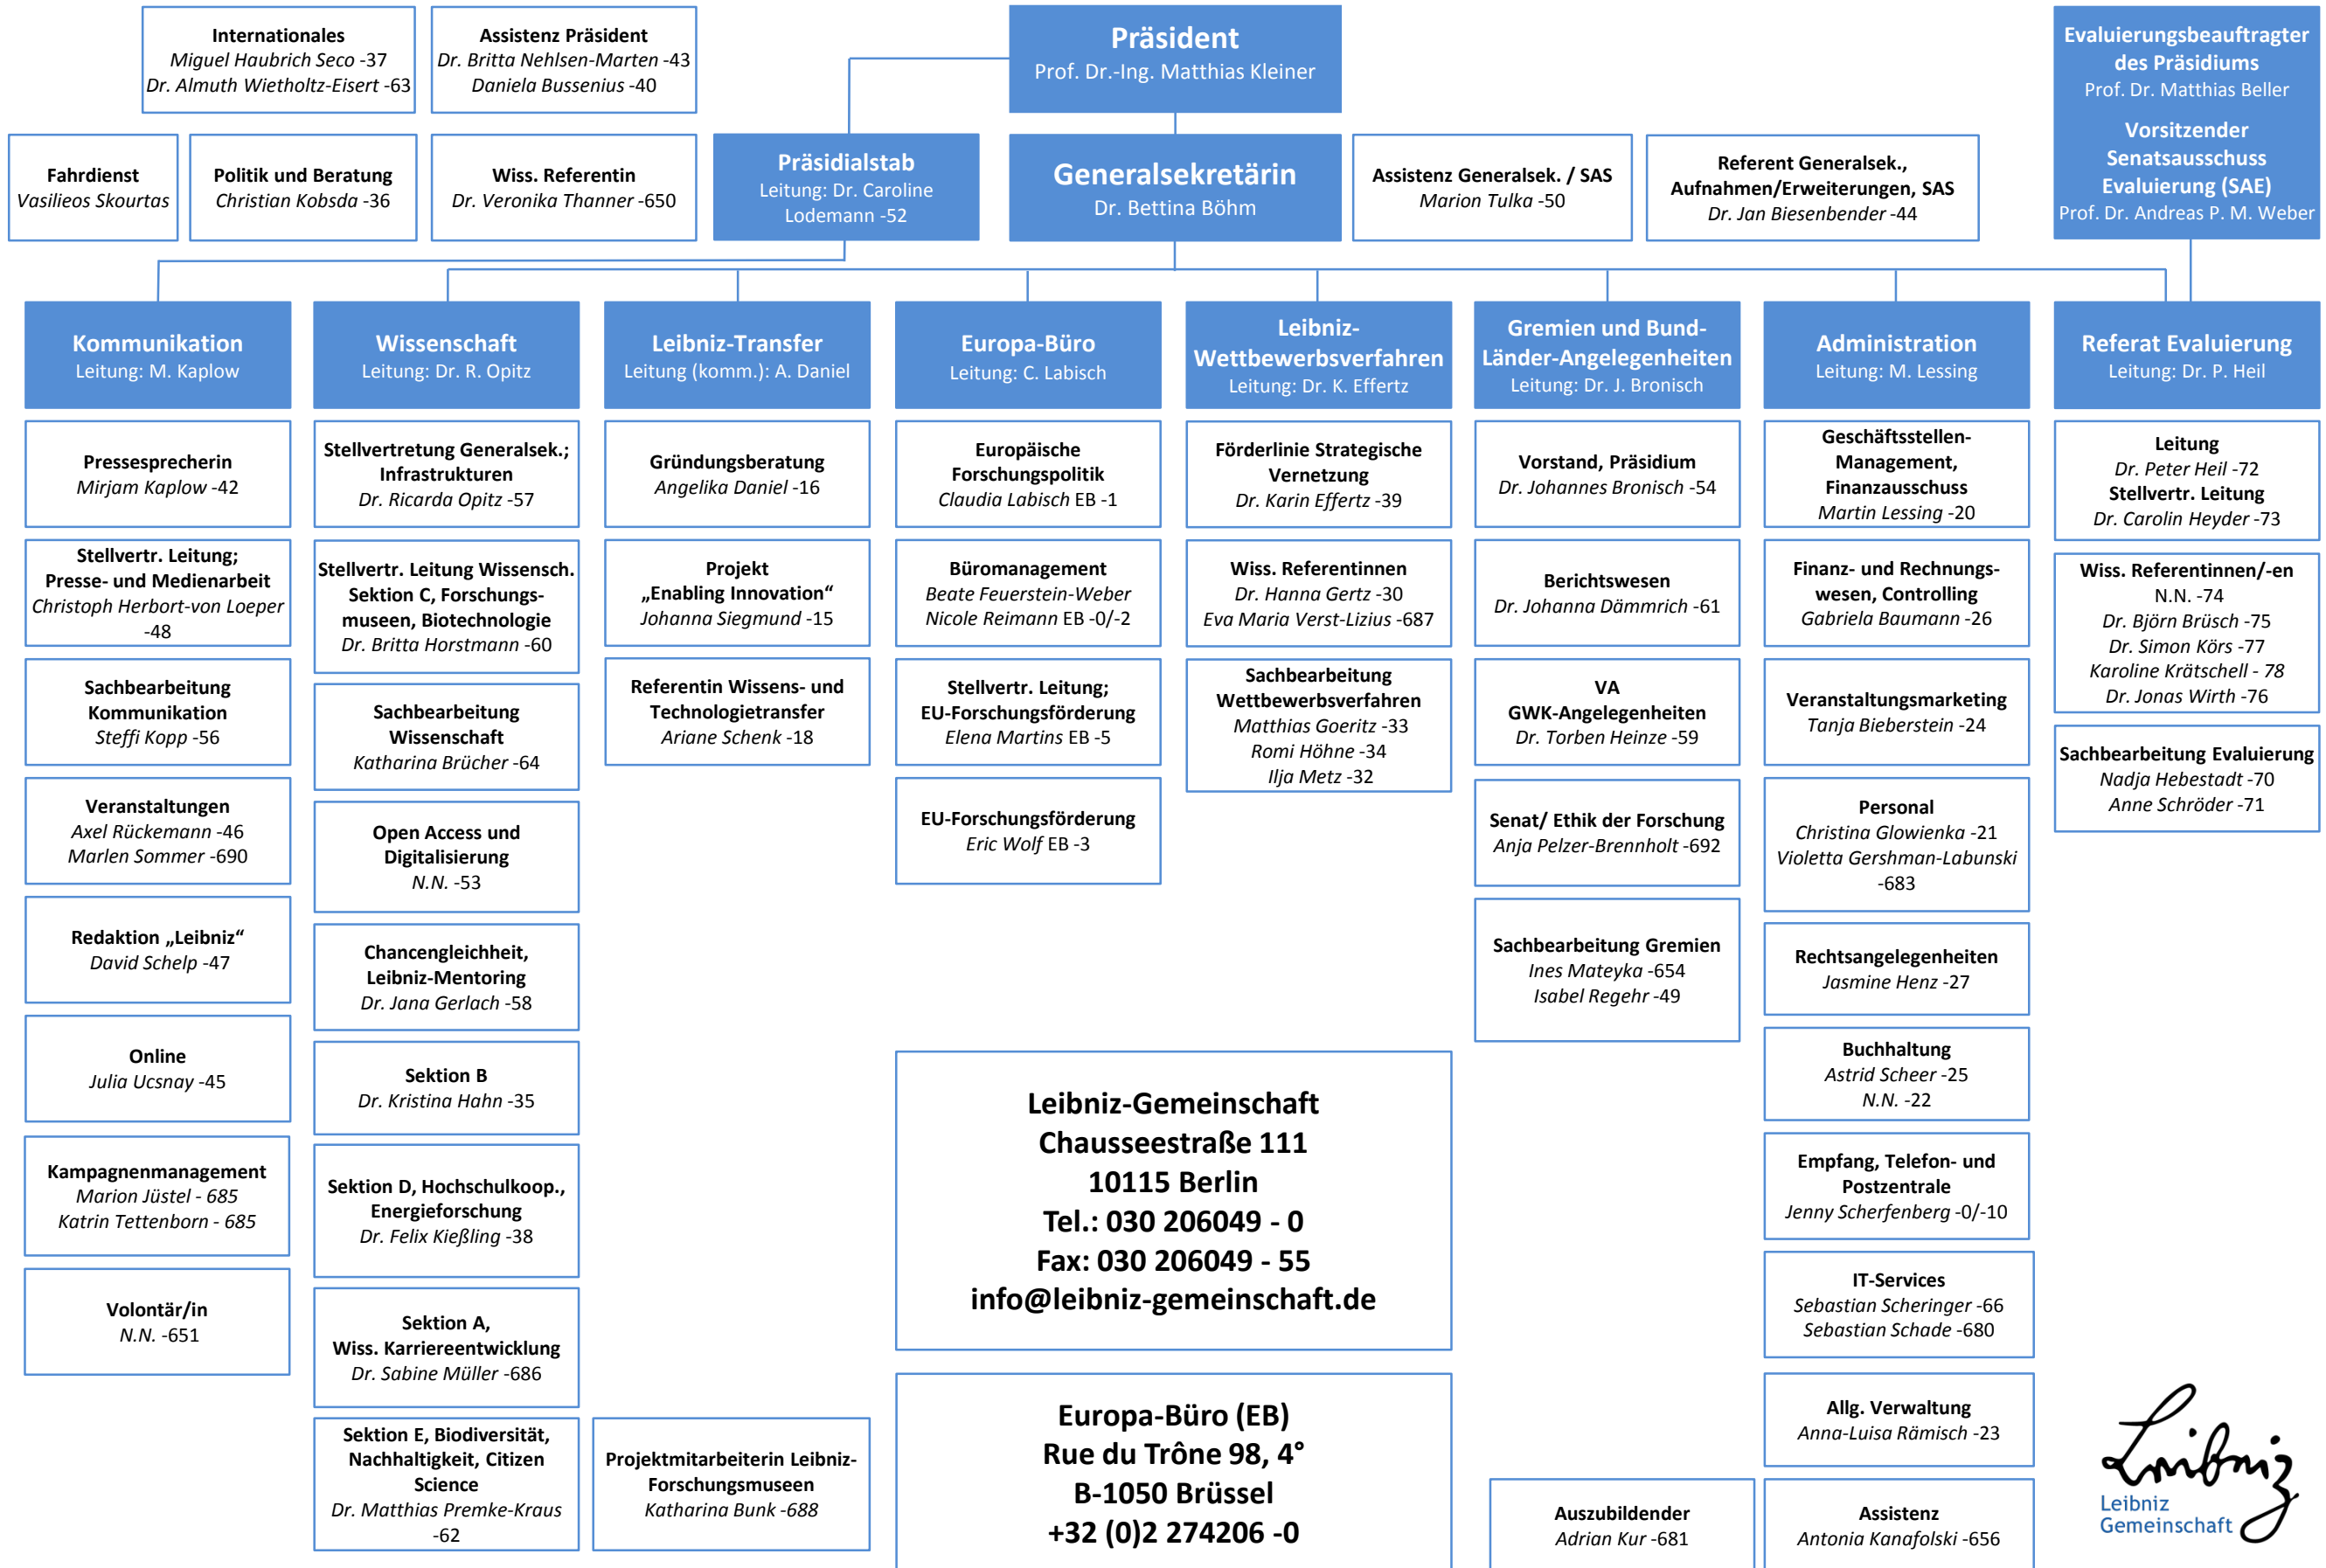 Internationales
Miguel Haubrich Seco -37
Dr. Almuth Wietholtz-Eisert -63
Assistenz Präsident
Dr. Britta Nehlsen-Marten -43
Daniela Bussenius -40
Präsident
Prof. Dr.-Ing. Matthias Kleiner
Evaluierungsbeauftragter
des Präsidiums
Prof. Dr. Matthias Beller
Vorsitzender
Senatsausschuss
Evaluierung (SAE)
Prof. Dr. Andreas P. M. Weber
Fahrdienst
Vasilieos Skourtas
Politik und Beratung
Christian Kobsda -36
Wiss. Referentin
Dr. Veronika Thanner -650
Präsidialstab
Leitung: Dr. Caroline
Lodemann -52
Generalsekretärin
Dr. Bettina Böhm
Assistenz Generalsek. / SAS
Marion Tulka -50
Referent Generalsek.,
Aufnahmen/Erweiterungen, SAS
Dr. Jan Biesenbender -44
Kommunikation
Leitung: M. Kaplow
Pressesprecherin
Mirjam Kaplow -42
Stellvertr. Leitung;
Presse- und Medienarbeit
Christoph Herbort-von Loeper
-48
Sachbearbeitung
Kommunikation
Steffi Kopp -56
Veranstaltungen
Axel Rückemann -46
Marlen Sommer -690
Redaktion „Leibniz“
David Schelp -47
Online
Julia Ucsnay -45
Kampagnenmanagement
Marion Jüstel - 685
Katrin Tettenborn - 685
Volontär/in
N.N. -651
Wissenschaft
Leitung: Dr. R. Opitz
Stellvertretung Generalsek.;
Infrastrukturen
Dr. Ricarda Opitz -57
Stellvertr. Leitung Wissensch.
Sektion C, Forschungs-
museen, Biotechnologie
Dr. Britta Horstmann -60
Sachbearbeitung
Wissenschaft
Katharina Brücher -64
Open Access und
Digitalisierung
N.N. -53
Chancengleichheit,
Leibniz-Mentoring
Dr. Jana Gerlach -58
Sektion B
Dr. Kristina Hahn -35
Sektion D, Hochschulkoop.,
Energieforschung
Dr. Felix Kießling -38
Sektion A,
Wiss. Karriereentwicklung
Dr. Sabine Müller -686
Sektion E, Biodiversität,
Nachhaltigkeit, Citizen
Science
Dr. Matthias Premke-Kraus
-62
Leibniz-Transfer
Leitung (komm.): A. Daniel
Gründungsberatung
Angelika Daniel -16
Projekt
„Enabling Innovation“
Johanna Siegmund -15
Referentin Wissens- und
Technologietransfer
Ariane Schenk -18
Projektmitarbeiterin Leibniz-
Forschungsmuseen
Katharina Bunk -688
Europa-Büro
Leitung: C. Labisch
Europäische
Forschungspolitik
Claudia Labisch EB -1
Büromanagement
Beate Feuerstein-Weber
Nicole Reimann EB -0/-2
Stellvertr. Leitung;
EU-Forschungsförderung
Elena Martins EB -5
EU-Forschungsförderung
Eric Wolf EB -3
Leibniz-
Wettbewerbsverfahren
Leitung: Dr. K. Effertz
Förderlinie Strategische
Vernetzung
Dr. Karin Effertz -39
Wiss. Referentinnen
Dr. Hanna Gertz -30
Eva Maria Verst-Lizius -687
Sachbearbeitung
Wettbewerbsverfahren
Matthias Goeritz -33
Romi Höhne -34
Ilja Metz -32
Leibniz-Gemeinschaft
Chausseestraße 111
10115 Berlin
Tel.: 030 206049 - 0
Fax: 030 206049 - 55
info@leibniz-gemeinschaft.de
Europa-Büro (EB)
Rue du Trône 98, 4°
B-1050 Brüssel
+32 (0)2 274206 -0
Gremien und Bund-
Länder-Angelegenheiten
Leitung: Dr. J. Bronisch
Vorstand, Präsidium
Dr. Johannes Bronisch -54
Berichtswesen
Dr. Johanna Dämmrich -61
VA
GWK-Angelegenheiten
Dr. Torben Heinze -59
Senat/ Ethik der Forschung
Anja Pelzer-Brennholt -692
Sachbearbeitung Gremien
Ines Mateyka -654
Isabel Regehr -49
Auszubildender
Adrian Kur -681
Administration
Leitung: M. Lessing
Geschäftsstellen-
Management,
Finanzausschuss
Martin Lessing -20
Finanz- und Rechnungs-
wesen, Controlling
Gabriela Baumann -26
Veranstaltungsmarketing
Tanja Bieberstein -24
Personal
Christina Glowienka -21
Violetta Gershman-Labunski
-683
Rechtsangelegenheiten
Jasmine Henz -27
Buchhaltung
Astrid Scheer -25
N.N. -22
Empfang, Telefon- und
Postzentrale
Jenny Scherfenberg -0/-10
IT-Services
Sebastian Scheringer -66
Sebastian Schade -680
Allg. Verwaltung
Anna-Luisa Rämisch -23
Assistenz
Antonia Kanafolski -656
Referat Evaluierung
Leitung: Dr. P. Heil
Leitung
Dr. Peter Heil -72
Stellvertr. Leitung
Dr. Carolin Heyder -73
Wiss. Referentinnen/-en
N.N. -74
Dr. Björn Brüsch -75
Dr. Simon Körs -77
Karoline Krätschell - 78
Dr. Jonas Wirth -76
Sachbearbeitung Evaluierung
Nadja Hebestadt -70
Anne Schröder -71
Leibniz
Leibniz
Gemeinschaft